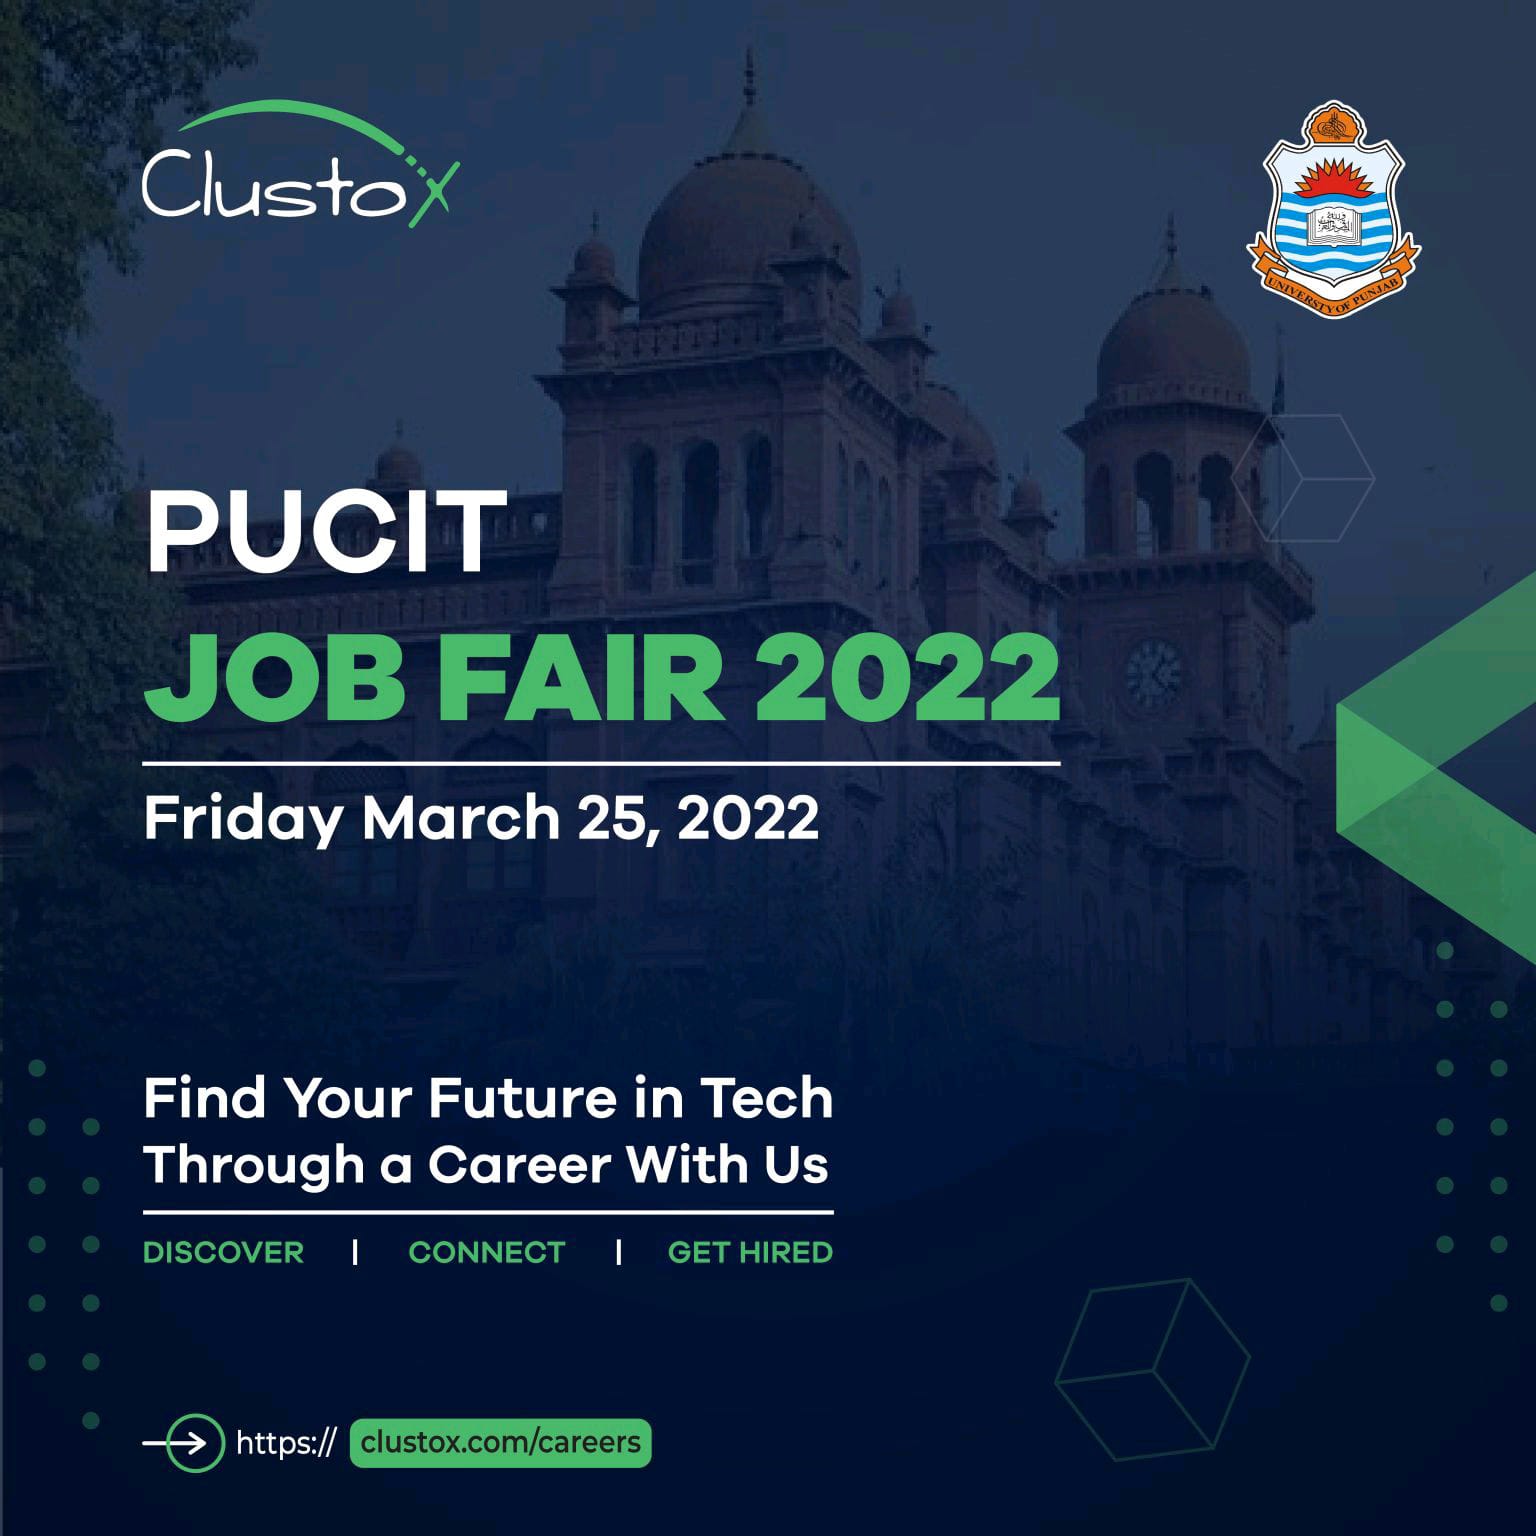 Clustox
UNIVERSTY OF PUNJAB
PUCIT
JOB FAIR 2022
Friday March 25, 2022
Find Your Future in Tech
Through a Career With Us
DISCOVER | CONNECT | GET HIRED
https:// clustox.com/careers